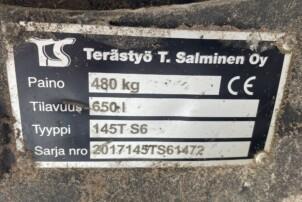 TS Terästyö T. Salminen Oy
Paino 480 kg CE
Tilavuus 650 l
Tyyppi 145T S6
Sarja nro 2017145TS61472